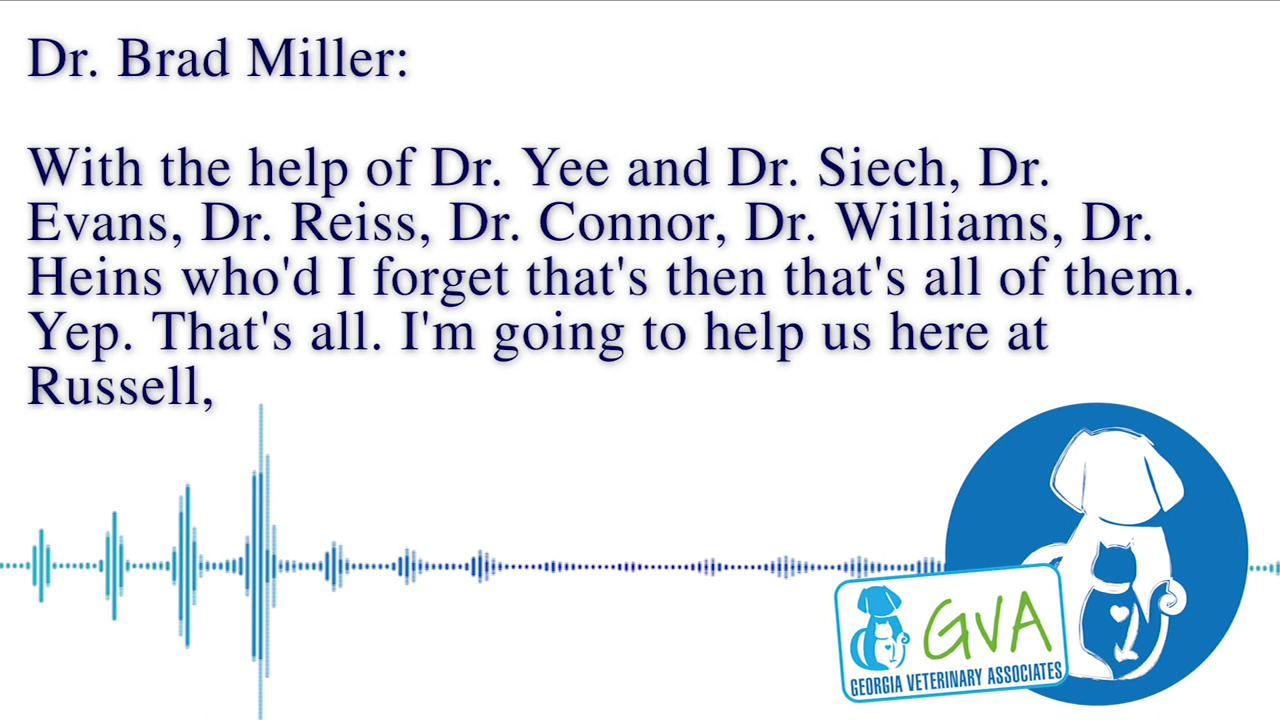 Dr. Brad Miller:
With the help of Dr. Yee and Dr. Siech, Dr.
Evans, Dr. Reiss, Dr. Connor, Dr. Williams, Dr.
Heins who'd I forget that's then that's all of them.
Yep. That's all. I'm going to help us here at
Russell,
GVA
GEORGIA VETERINARY ASSOCIATES